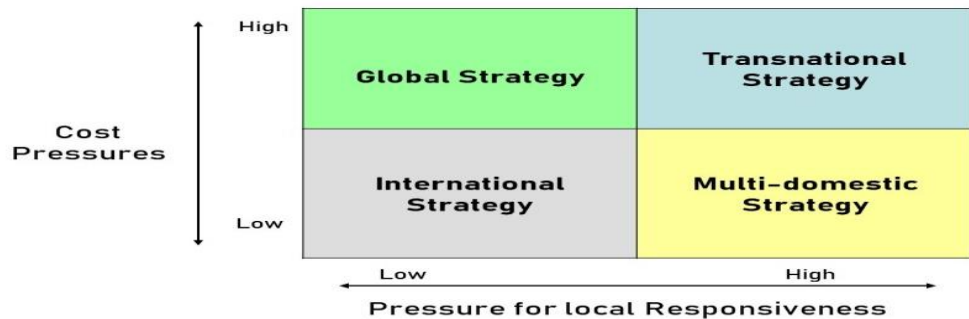 High
Global Strategy
Transnational
Strategy
Cost
Pressures
International
Strategy
Multi-domestic
Strategy
Low
Low
High
Pressure for local Responsiveness